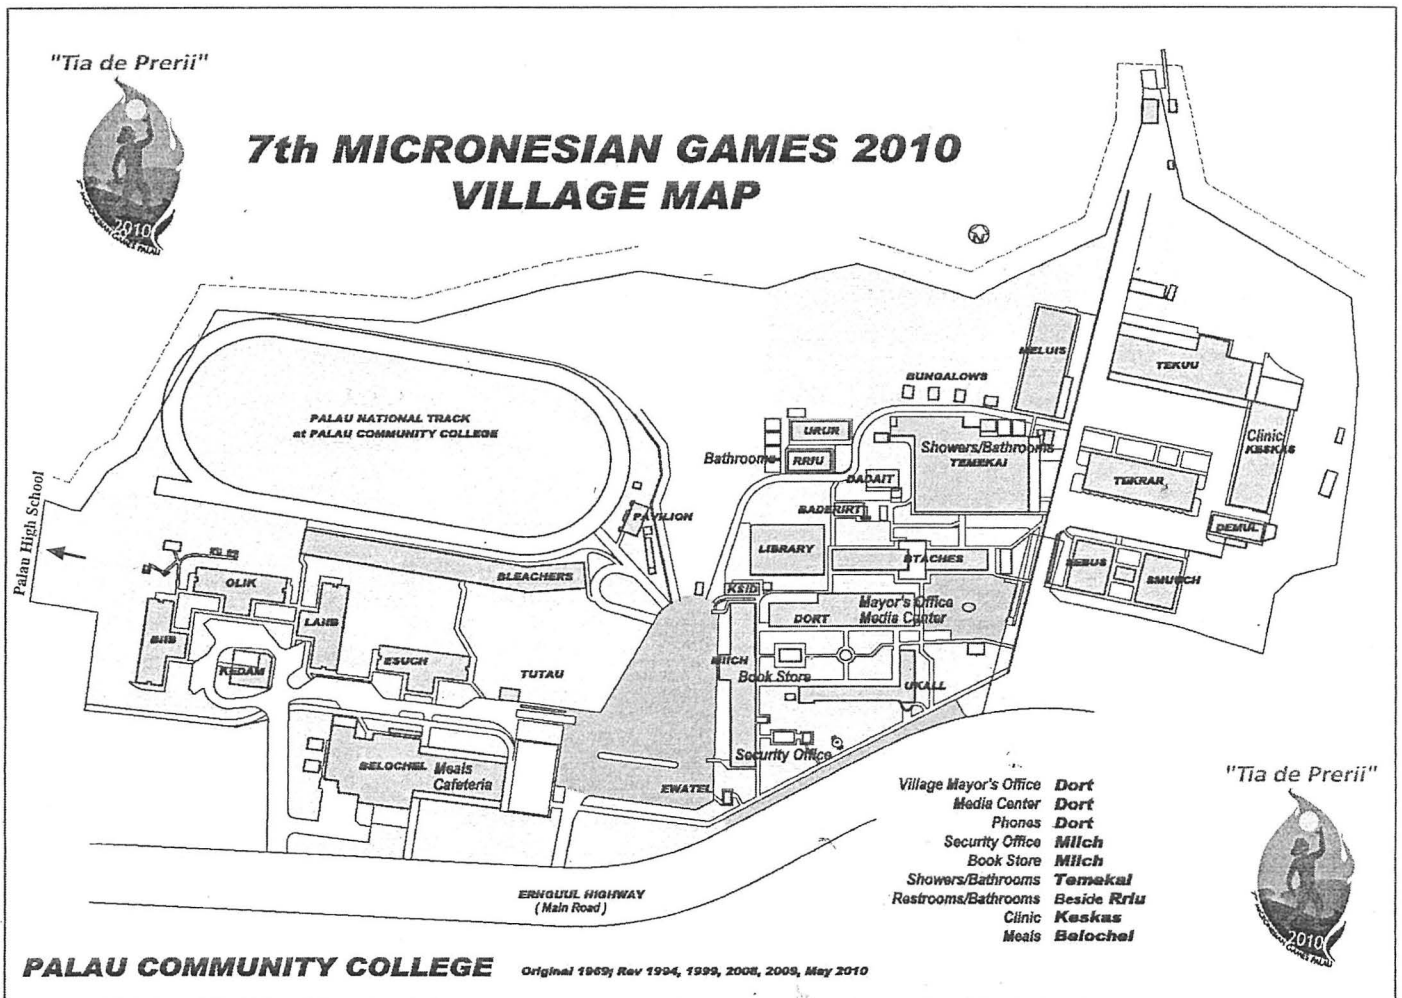 "Tia de Prerii"
2010
7th MICRONESIAN GAMES 2010
VILLAGE MAP
N
MELUIS
TEKUU
BUNGALOWS
PALAU NATIONAL TRACK
at PALAU COMMUNITY COLLEGE
URUR
Bathrooms
RRIU
Showers/Bathrooms
TEMEKAI
Clinic
KESKAS
DADAIT
TEKRAR
Palau High School
PAVILION
BADERIRT
DEMUL
LIBRARY
BTACHES
BLEACHERS
SEBUS
SMUUCH
OLIK
KSID
LAHB
DORT
Mayor's Office
Media Center
BIIB
KEDAM
ESUCH
TUTAU
MILCH
Book Store
UKALL
BELOCHEL
Meals
Cafeteria
Security Office
EWATEL
ERNGUUL HIGHWAY
( Main Road )
Village Mayor's Office Dort
Media Center Dort
Phones Dort
Security Office Milch
Book Store Milch
Showers/Bathrooms Temekai
Restrooms/Bathrooms Beside Rriu
Clinic Keskas
Meals Belochel
"Tia de Prerii"
2010
PALAU COMMUNITY COLLEGE
Original 1969; Rev 1994, 1999, 2008, 2009, May 2010